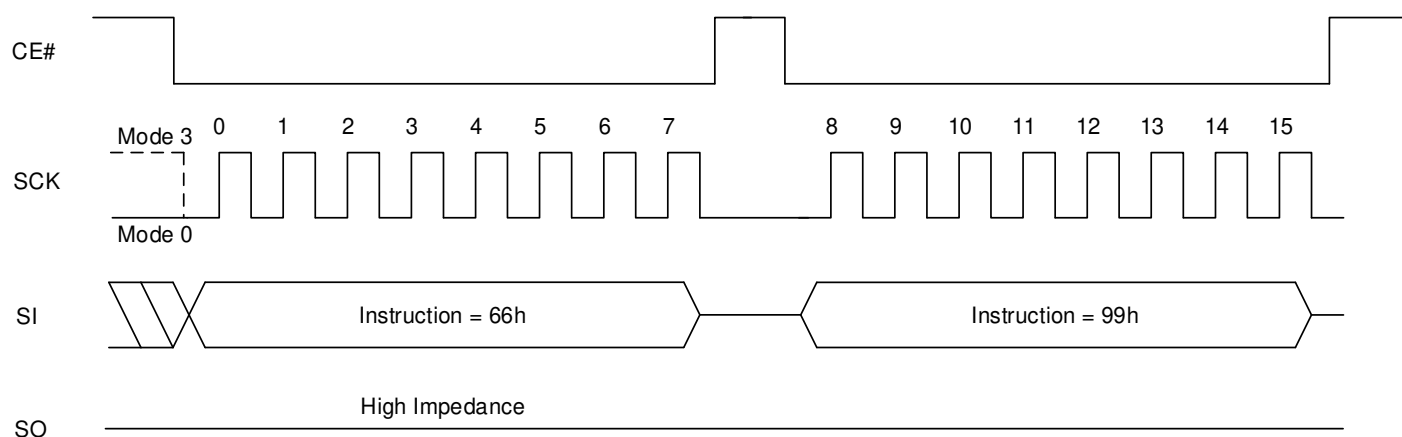 CE#
Mode 3 0 1 2 3 4 5 6 7 8 9 10 11 12 13 14 15
SCK
Mode 0
SI Instruction = 66h Instruction = 99h
High Impedance
SO